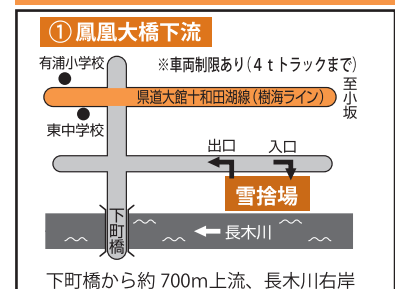 ①鳳凰大橋下流
有浦小学校
※車両制限あり(4tトラックまで)
県道大館十和田湖線(樹海ライン)
至小坂
東中学校
出口
入口
雪捨場
下町橋
長木川
下町橋から約700m上流、長木川右岸